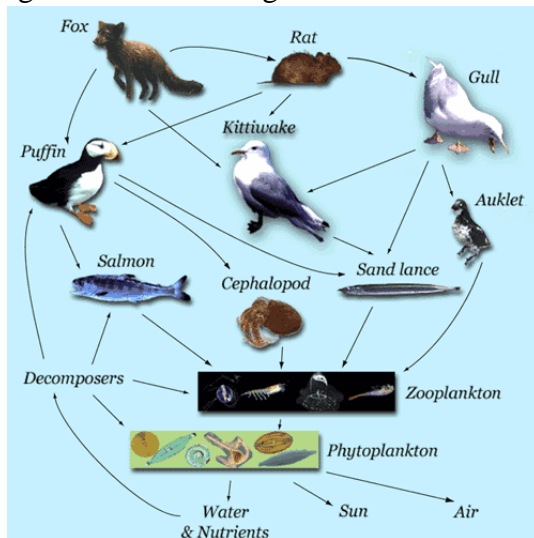 Fox
Rat
Gull
Puffin
Kittiwake
Auklet
Salmon
Cephalopod
Sand lance
Decomposers
Zooplankton
Phytoplankton
Water
& Nutrients
Sun
Air